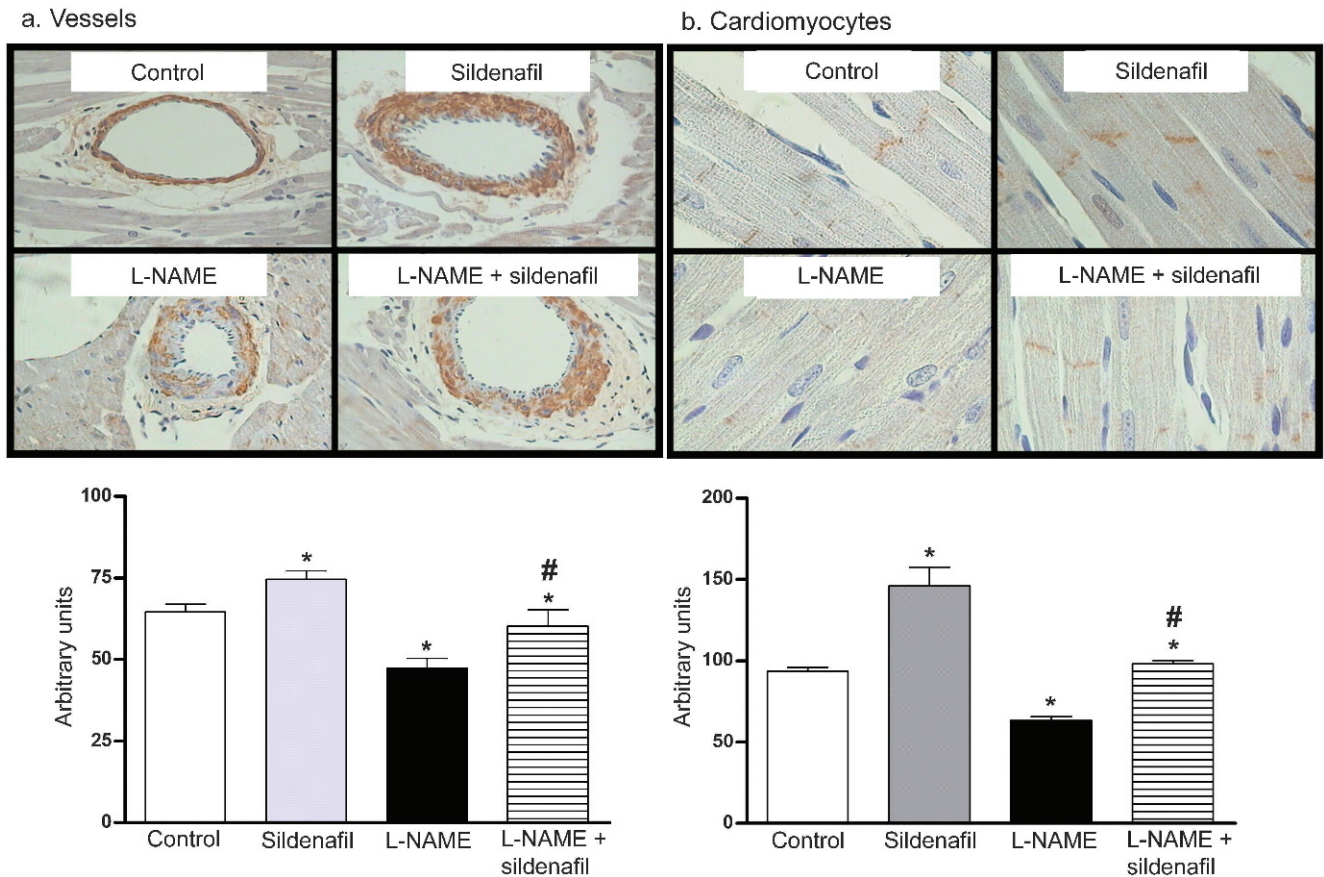 a. Vessels
b. Cardiomyocytes
Control
Sildenafil
L-NAME
L-NAME + sildenafil
Control
Sildenafil
L-NAME
L-NAME + sildenafil
100
75
50
25
0
Arbitrary units
*
*
#
*
Control
Sildenafil
L-NAME
L-NAME +
sildenafil
200
150
100
50
0
Arbitrary units
*
*
#
*
Control
Sildenafil
L-NAME
L-NAME +
sildenafil